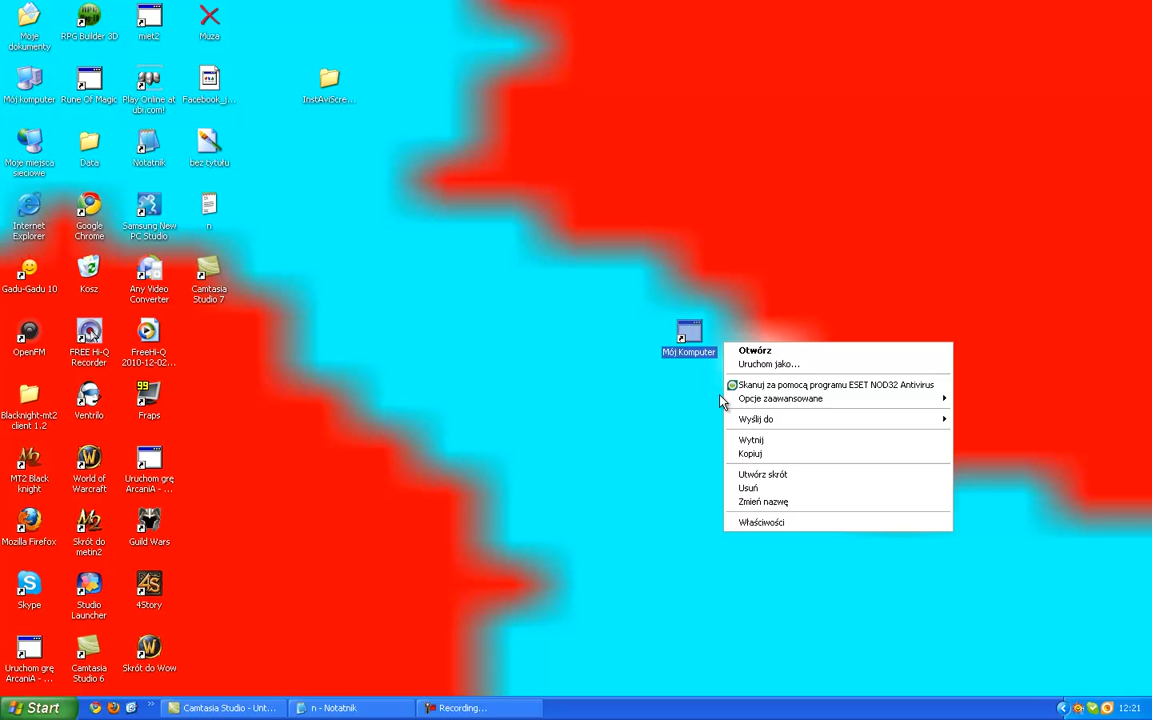 Moje
dokumenty
RPG Builder 3D
miet2
Muza
Mój komputer
Rune Of Magic
Play Online at
ubi.com!
Facebook_j...
InstAviScre...
Moje miejsca
sieciowe
Data
Notatnik
bez tytułu
Internet
Explorer
Google
Chrome
Samsung New
PC Studio
n
Gadu-Gadu 10
Kosz
Any Video
Converter
Camtasia
Studio 7
OpenFM
FREE Hi-Q
Recorder
FreeHi-Q
2010-12-02...
Mój Komputer
Blacknight-mt2
client 1.2
Ventrilo
99
Fraps
MT2 Black
knight
World of
Warcraft
Uruchom grę
ArcaniA - ...
Mozilla Firefox
Skrót do
metin2
Guild Wars
Skype
Studio
Launcher
4Story
Uruchom grę
ArcaniA - ...
Camtasia
Studio 6
Skrót do Wow
Otwórz
Uruchom jako...
Skanuj za pomocą programu ESET NOD32 Antivirus
Opcje zaawansowane
Wyślij do
Wytnij
Kopiuj
Utwórz skrót
Usuń
Zmień nazwę
Właściwości
Start
Camtasia Studio - Unt...
n - Notatnik
Recording...
12:21